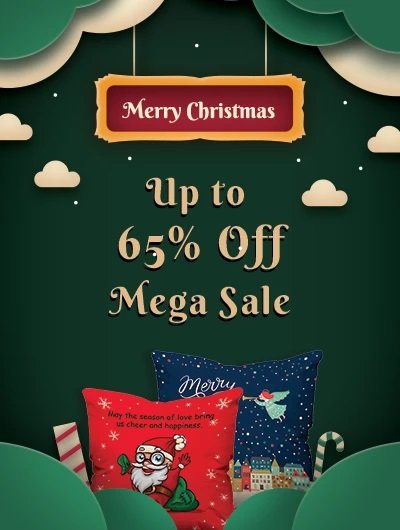 Merry Christmas
Up to
65% Off
Mega Sale
Merry
May the season of love bring
us cheer and happiness.